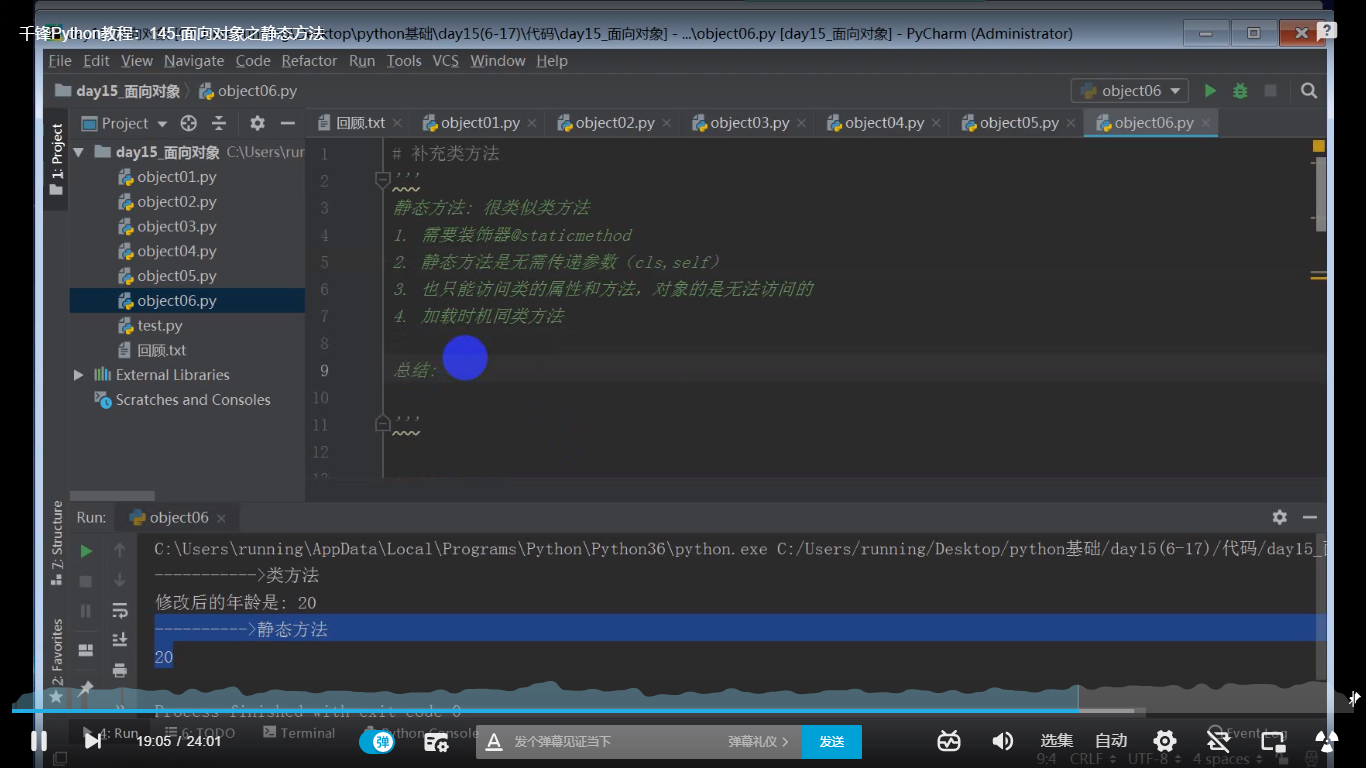 千锋Python教程：145-面向对象之静态方法
sktop\python基础\day15(6-17)\代码\day15_面向对象] - ...\object06.py [day15_面向对象] - PyCharm (Administrator)
File Edit View Navigate Code Refactor Run Tools VCS Window Help
day15_面向对象 〉 object06.py
object06
1: Project
Project
回顾.txt
object01.py
object02.py
object03.py
object04.py
object05.py
object06.py
day15_面向对象 C:\Users\rur
object01.py
object02.py
object03.py
object04.py
object05.py
object06.py
test.py
回顾.txt
External Libraries
Scratches and Consoles
1 # 补充类方法
2 '''
3 静态方法: 很类似类方法
4 1. 需要装饰器@staticmethod
5 2. 静态方法是无需传递参数（cls,self）
6 3. 也只能访问类的属性和方法，对象的是无法访问的
7 4. 加载时机同类方法
8
9 总结:
10
11 '''
12
Run: object06
7: Structure
2: Favorites
C:\Users\running\AppData\Local\Programs\Python\Python36\python.exe C:/Users/running/Desktop/python基础/day15(6-17)/代码/day15_面
----------->类方法
修改后的年龄是: 20
---------->静态方法
20
Process finished with exit code 0
4: Run 6: TODO Terminal Python Console Event Log
19:05 / 24:01
弹
发个弹幕见证当下
弹幕礼仪 >
发送
选集
自动
9:4 CRLF UTF-8 4 spaces